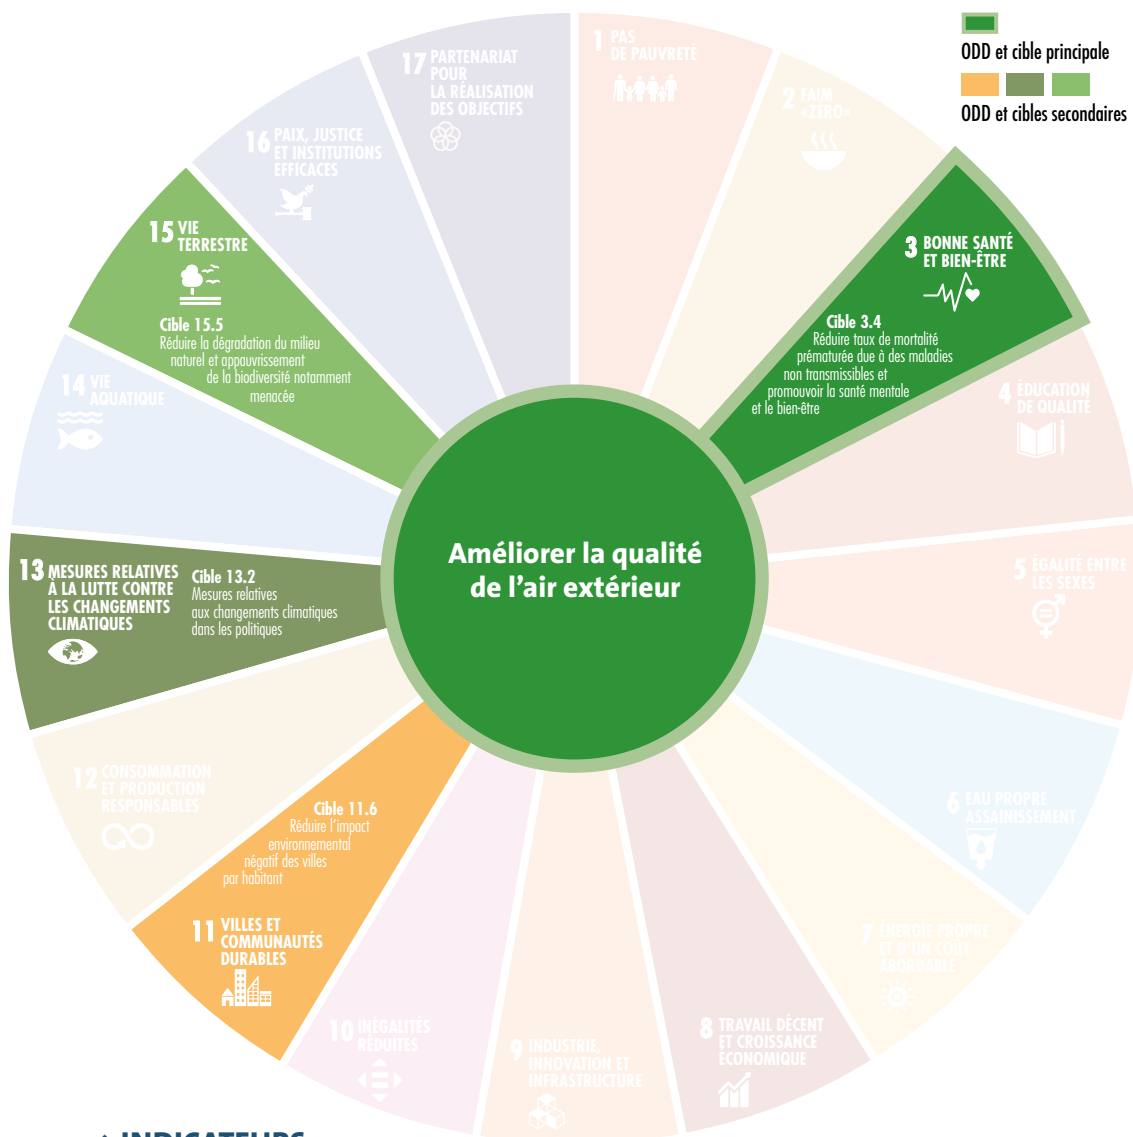 ODD et cible principale
ODD et cibles secondaires
1 PAS
DE PAUVRETÉ
2 FAIM
«ZÉRO»
3 BONNE SANTÉ
ET BIEN-ÊTRE
Cible 3.4
Réduire taux de mortalité
prématurée due à des maladies
non transmissibles et
promouvoir la santé mentale
et le bien-être
4 ÉDUCATION
DE QUALITÉ
5 ÉGALITÉ ENTRE
LES SEXES
6 EAU PROPRE
ASSAINISSEMENT
7 ÉNERGIE PROPRE
ET D'UN COÛT
ABORDABLE
8 TRAVAIL DÉCENT
ET CROISSANCE
ÉCONOMIQUE
9 INDUSTRIE,
INNOVATION ET
INFRASTRUCTURE
10 INÉGALITÉS
RÉDUITES
11 VILLES ET
COMMUNAUTÉS
DURABLES
Cible 11.6
Réduire l'impact
environnemental
négatif des villes
par habitant
12 CONSOMMATION
ET PRODUCTION
RESPONSABLES
13 MESURES RELATIVES
À LA LUTTE CONTRE
LES CHANGEMENTS
CLIMATIQUES
Cible 13.2
Mesures relatives
aux changements climatiques
dans les politiques
14 VIE
AQUATIQUE
15 VIE
TERRESTRE
Cible 15.5
Réduire la dégradation du milieu
naturel et appauvrissement
de la biodiversité notamment
menacée
16 PAIX, JUSTICE
ET INSTITUTIONS
EFFICACES
17 PARTENARIAT
POUR
LA RÉALISATION
DES OBJECTIFS
Améliorer la qualité
de l'air extérieur
INDICATEURS